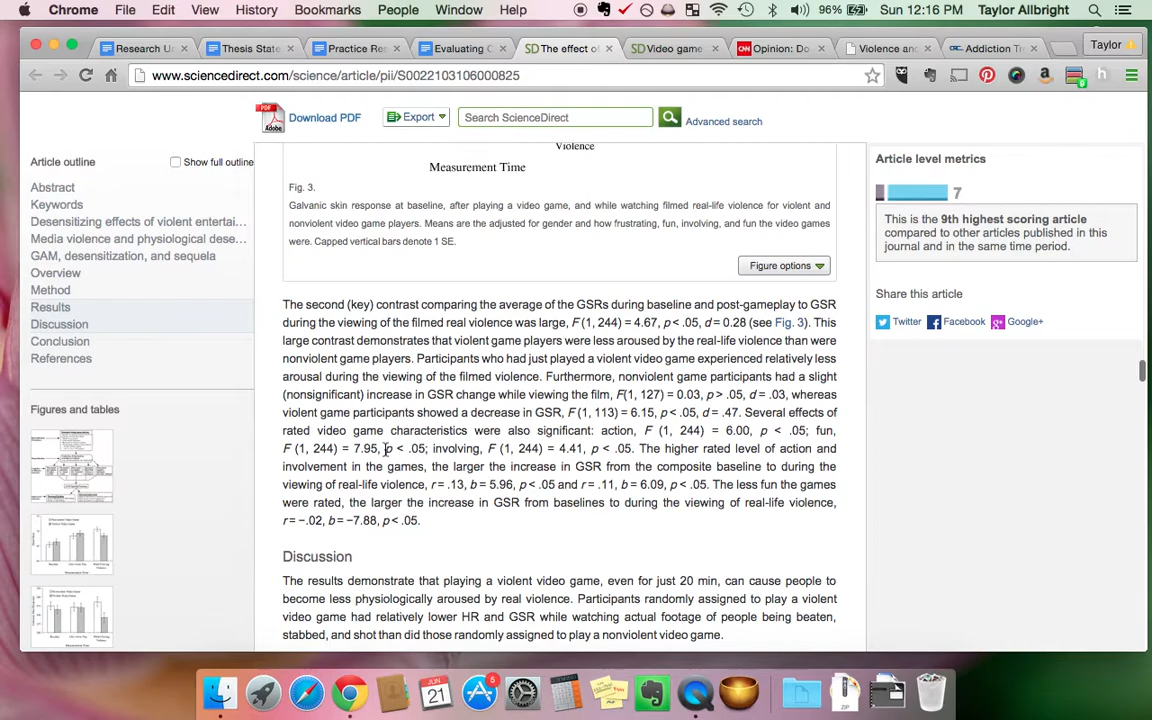 Chrome File Edit View History Bookmarks People Window Help 96% Sun 12:16 PM Taylor Allbright
Research U Thesis State Practice Re Evaluating C SD The effect of SD Video game CNN Opinion: Do Violence and Addiction Tr Taylor
www.sciencedirect.com/science/article/pii/S0022103106000825
PDF Adobe Download PDF Export Search ScienceDirect Advanced search
Article outline Show full outline
Abstract
Keywords
Desensitizing effects of violent entertai...
Media violence and physiological dese...
GAM, desensitization, and sequela
Overview
Method
Results
Discussion
Conclusion
References
Figures and tables
Violence
Measurement Time
Fig. 3.
Galvanic skin response at baseline, after playing a video game, and while watching filmed real-life violence for violent and
nonviolent video game players. Means are the adjusted for gender and how frustrating, fun, involving, and fun the video games
were. Capped vertical bars denote 1 SE.
Figure options
The second (key) contrast comparing the average of the GSRs during baseline and post-gameplay to GSR
during the viewing of the filmed real violence was large, F (1, 244) = 4.67, p < .05, d = 0.28 (see Fig. 3). This
large contrast demonstrates that violent game players were less aroused by the real-life violence than were
nonviolent game players. Participants who had just played a violent video game experienced relatively less
arousal during the viewing of the filmed violence. Furthermore, nonviolent game participants had a slight
(nonsignificant) increase in GSR change while viewing the film, F(1, 127) = 0.03, p > .05, d = .03, whereas
violent game participants showed a decrease in GSR, F (1, 113) = 6.15, p < .05, d = .47. Several effects of
rated video game characteristics were also significant: action, F (1, 244) = 6.00, p < .05; fun,
F (1, 244) = 7.95, p < .05; involving, F (1, 244) = 4.41, p < .05. The higher rated level of action and
involvement in the games, the larger the increase in GSR from the composite baseline to during the
viewing of real-life violence, r = .13, b = 5.96, p < .05 and r = .11, b = 6.09, p < .05. The less fun the games
were rated, the larger the increase in GSR from baselines to during the viewing of real-life violence,
r = −.02, b = −7.88, p < .05.
Discussion
The results demonstrate that playing a violent video game, even for just 20 min, can cause people to
become less physiologically aroused by real violence. Participants randomly assigned to play a violent
video game had relatively lower HR and GSR while watching actual footage of people being beaten,
stabbed, and shot than did those randomly assigned to play a nonviolent video game.
Article level metrics
7
This is the 9th highest scoring article
compared to other articles published in this
journal and in the same time period.
Share this article
Twitter Facebook Google+
JUN
21
5
ZIP